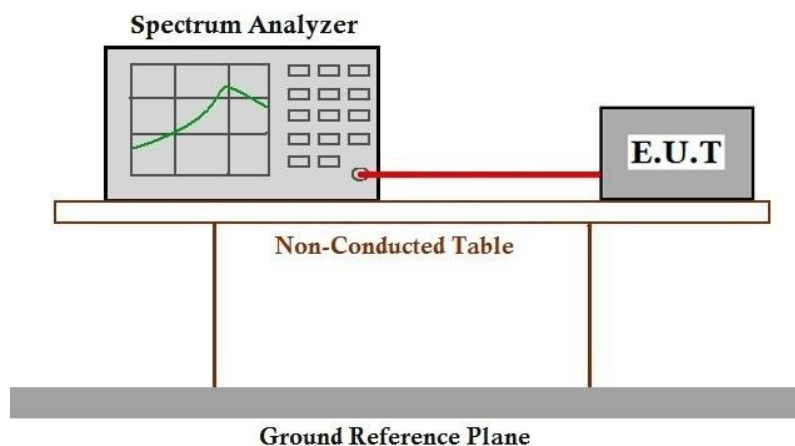 Spectrum Analyzer
E.U.T
Non-Conducted Table
Ground Reference Plane